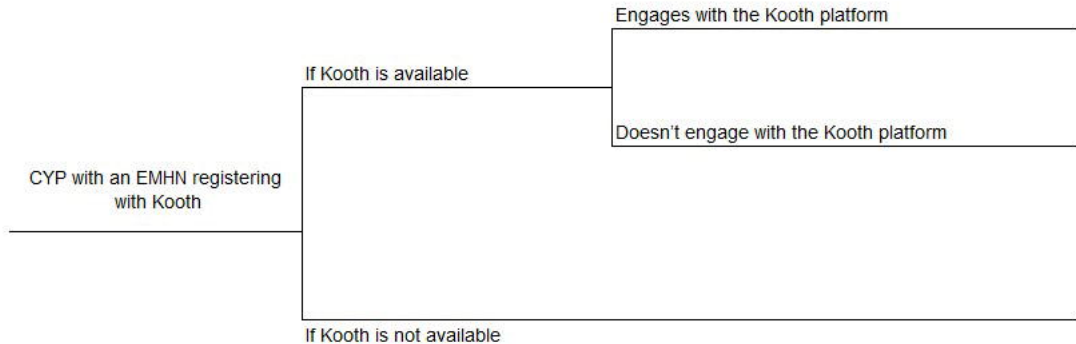 Engages with the Kooth platform
If Kooth is available
Doesn't engage with the Kooth platform
CYP with an EMHN registering
with Kooth
If Kooth is not available